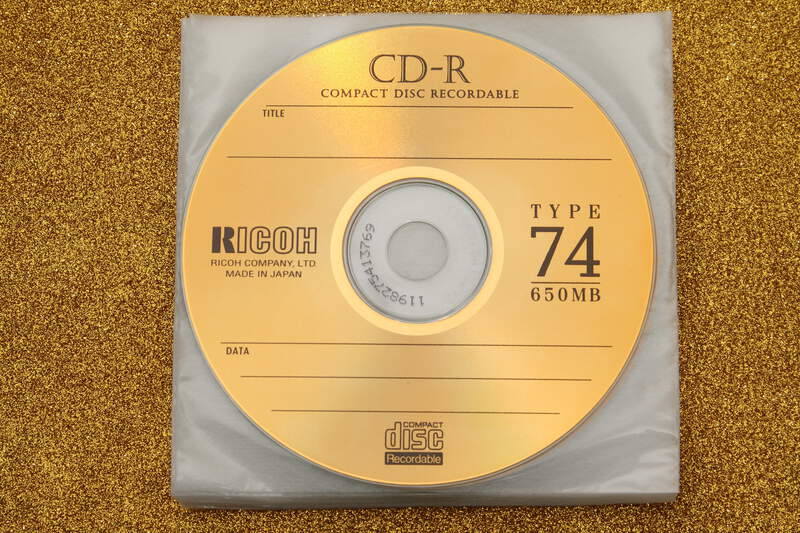 CD-R
COMPACT DISC RECORDABLE
TITLE
RICOH
RICOH COMPANY, LTD.
MADE IN JAPAN
1198275413769
TYPE
74
650MB
DATA
COMPACT
disc
Recordable